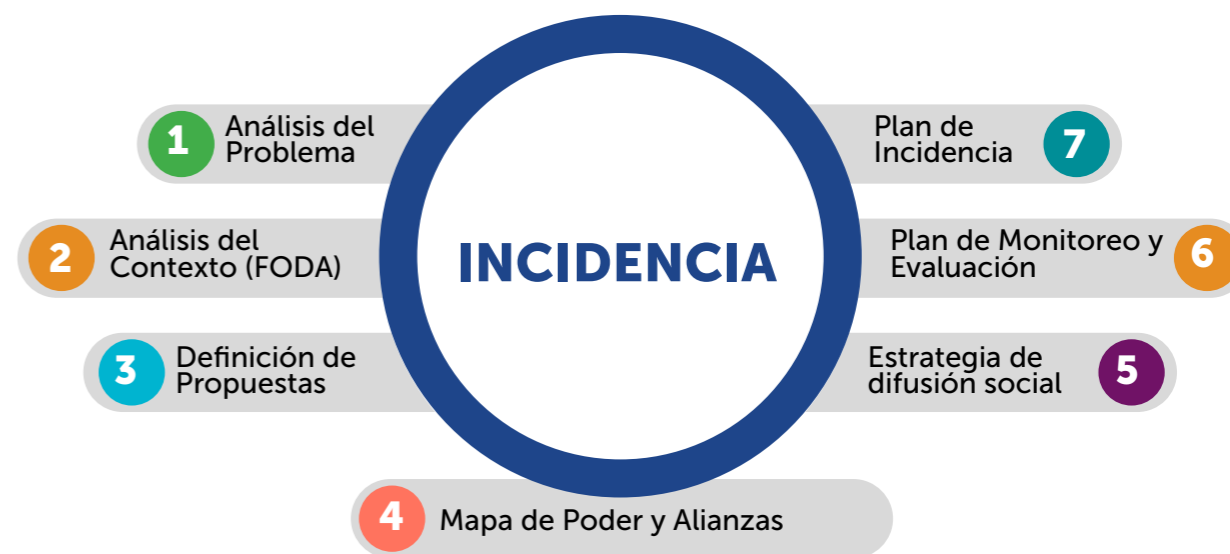 1
Análisis del
Problema
2
Análisis del
Contexto (FODA)
3
Definición de
Propuestas
4
Mapa de Poder y Alianzas
Estrategia de
difusión social
5
Plan de Monitoreo y
Evaluación
6
Plan de
Incidencia
7
INCIDENCIA